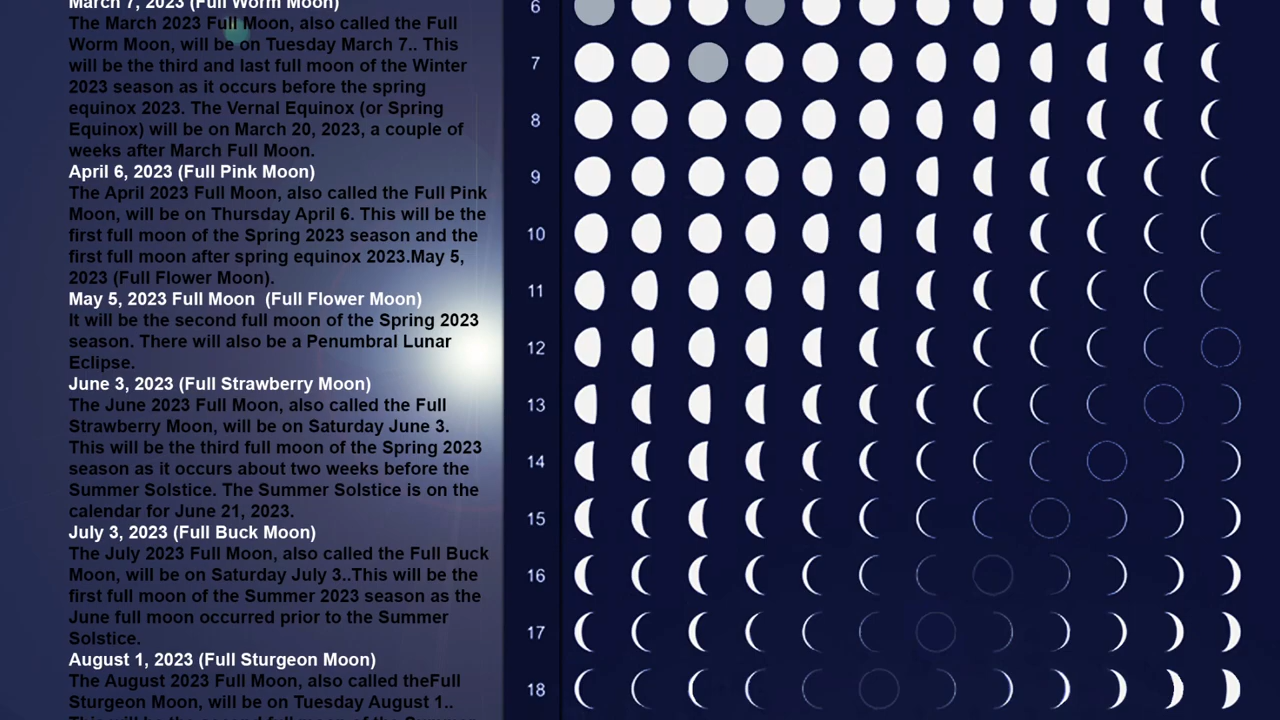 March 7, 2023 (Full Worm Moon)
The March 2023 Full Moon, also called the Full
Worm Moon, will be on Tuesday March 7.. This
will be the third and last full moon of the Winter
2023 season as it occurs before the spring
equinox 2023. The Vernal Equinox (or Spring
Equinox) will be on March 20, 2023, a couple of
weeks after March Full Moon.
April 6, 2023 (Full Pink Moon)
The April 2023 Full Moon, also called the Full Pink
Moon, will be on Thursday April 6. This will be the
first full moon of the Spring 2023 season and the
first full moon after spring equinox 2023.May 5,
2023 (Full Flower Moon).
May 5, 2023 Full Moon  (Full Flower Moon)
It will be the second full moon of the Spring 2023
season. There will also be a Penumbral Lunar
Eclipse.
June 3, 2023 (Full Strawberry Moon)
The June 2023 Full Moon, also called the Full
Strawberry Moon, will be on Saturday June 3.
This will be the third full moon of the Spring 2023
season as it occurs about two weeks before the
Summer Solstice. The Summer Solstice is on the
calendar for June 21, 2023.
July 3, 2023 (Full Buck Moon)
The July 2023 Full Moon, also called the Full Buck
Moon, will be on Saturday July 3..This will be the
first full moon of the Summer 2023 season as the
June full moon occurred prior to the Summer
Solstice.
August 1, 2023 (Full Sturgeon Moon)
The August 2023 Full Moon, also called theFull
Sturgeon Moon, will be on Tuesday August 1..
This will be the second full moon of the Summer
6
7
8
9
10
11
12
13
14
15
16
17
18